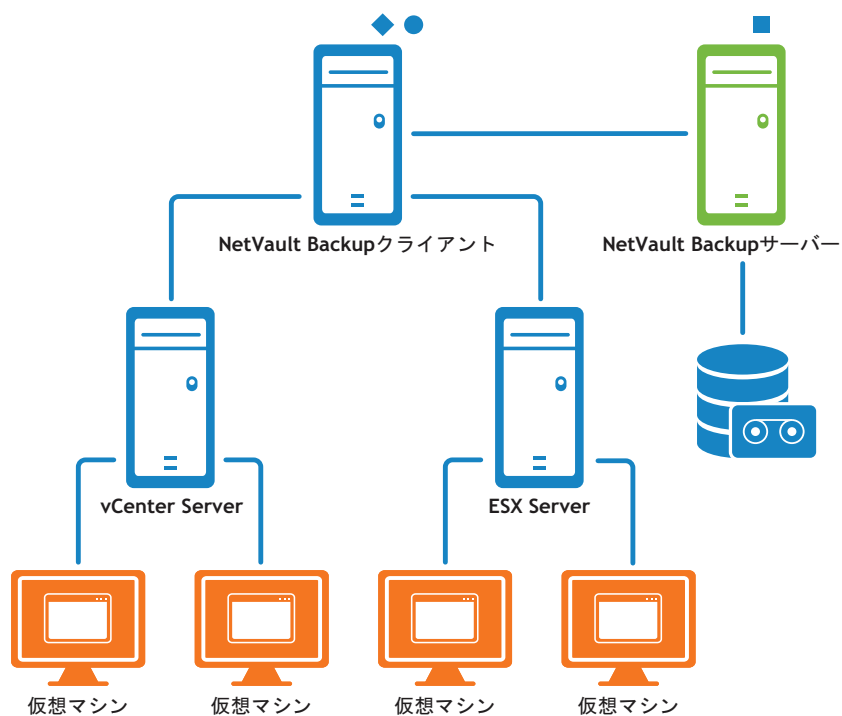 NetVault Backupクライアント
NetVault Backupサーバー
vCenter Server
ESX Server
仮想マシン
仮想マシン
仮想マシン
仮想マシン